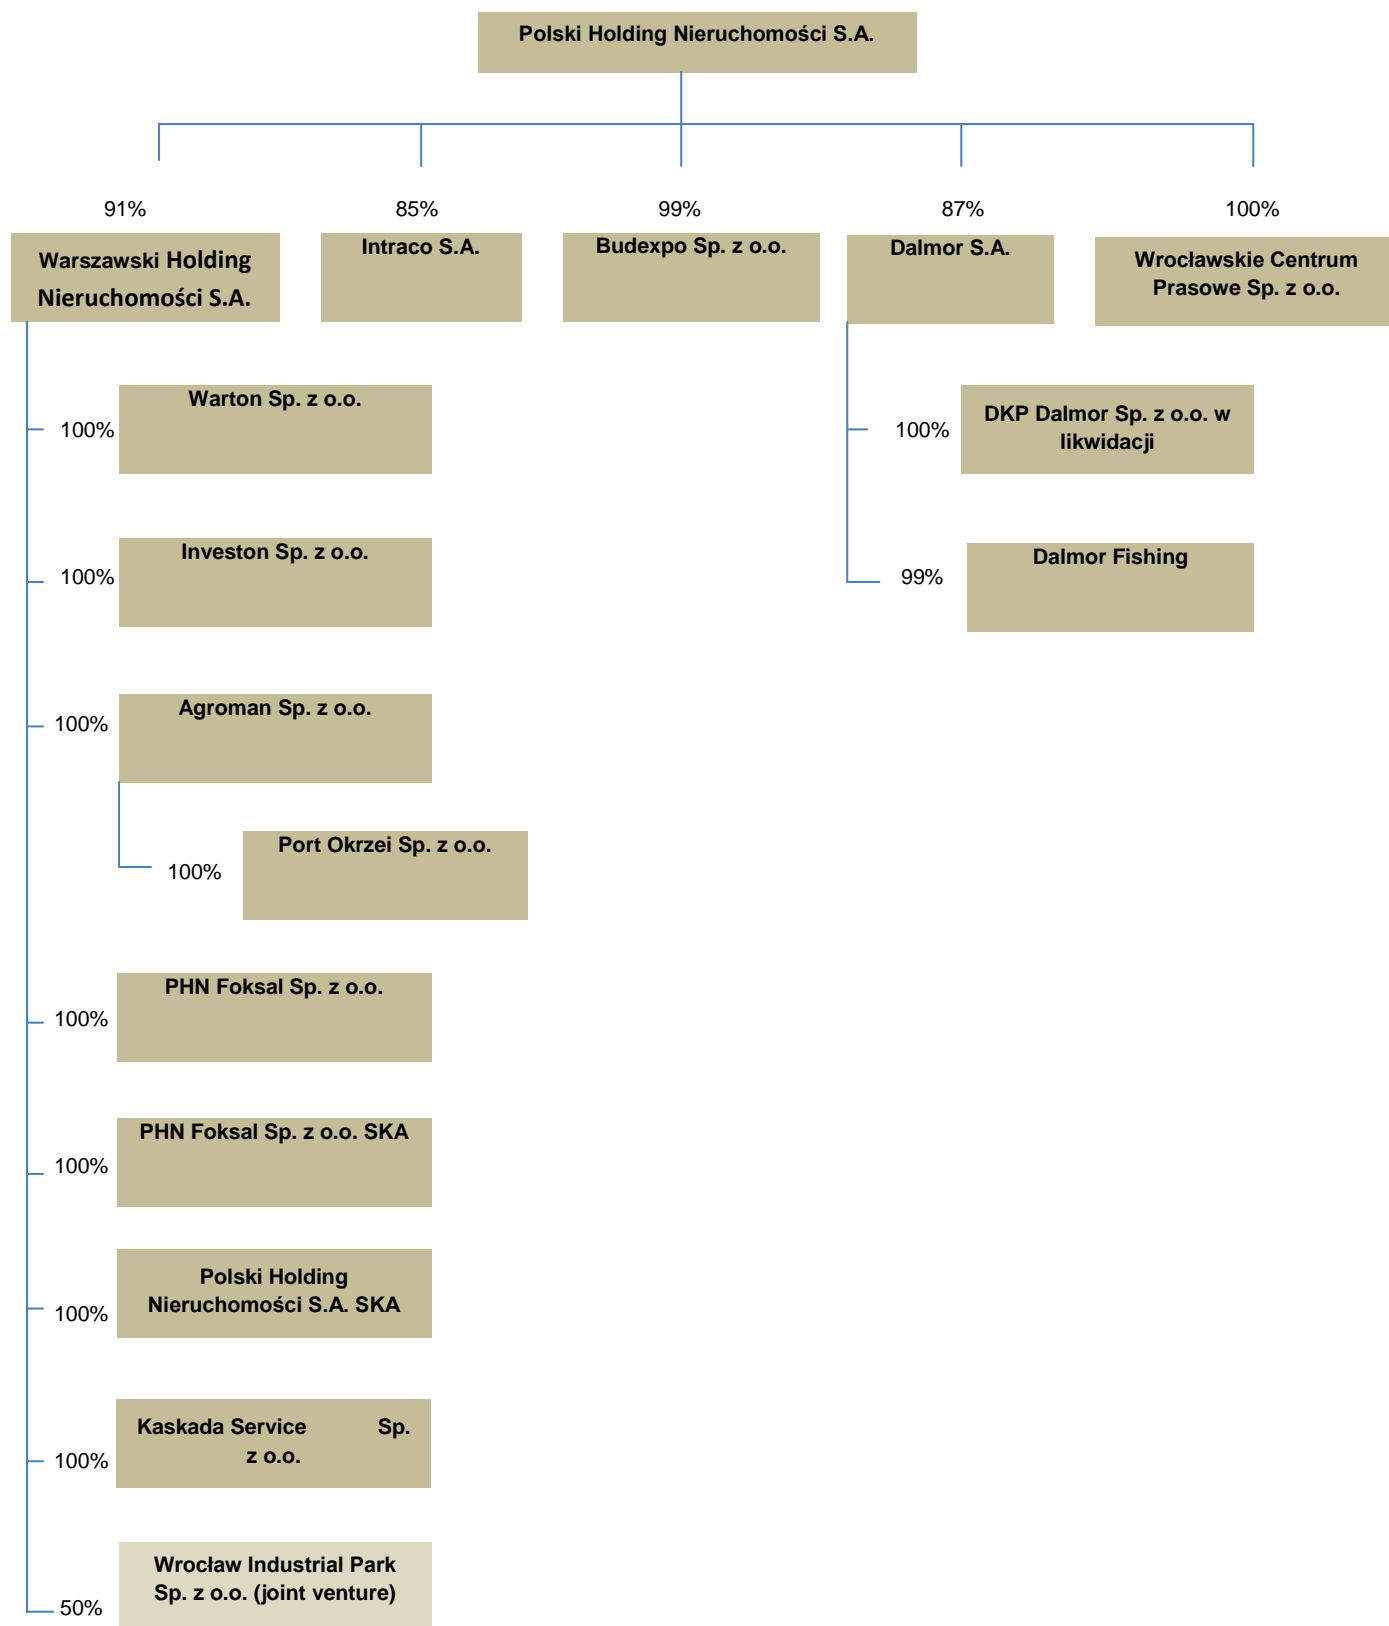 Polski Holding Nieruchomości S.A.
91%
85%
99%
87%
100%
Warszawski Holding
Nieruchomości S.A.
Intraco S.A.
Budexpo Sp. z o.o.
Dalmor S.A.
Wrocławskie Centrum
Prasowe Sp. z o.o.
100%
Warton Sp. z o.o.
100%
DKP Dalmor Sp. z o.o. w
likwidacji
100%
Investon Sp. z o.o.
99%
Dalmor Fishing
100%
Agroman Sp. z o.o.
100%
Port Okrzei Sp. z o.o.
100%
PHN Foksal Sp. z o.o.
100%
PHN Foksal Sp. z o.o. SKA
100%
Polski Holding
Nieruchomości S.A. SKA
100%
Kaskada Service Sp.
z o.o.
50%
Wrocław Industrial Park
Sp. z o.o. (joint venture)